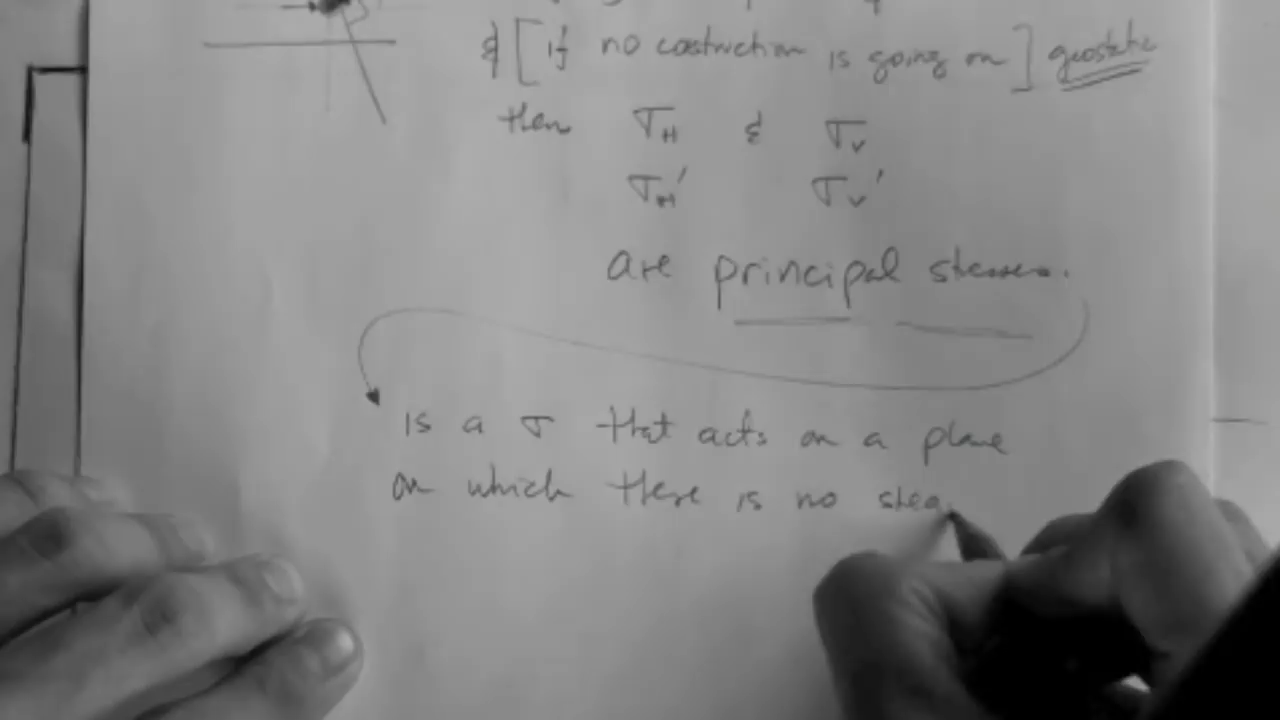 & [ if no costruction is going on ] geostatic
then σH & σv
σH' σv'
are principal stresses.
is a σ that acts on a plane
on which there is no shea